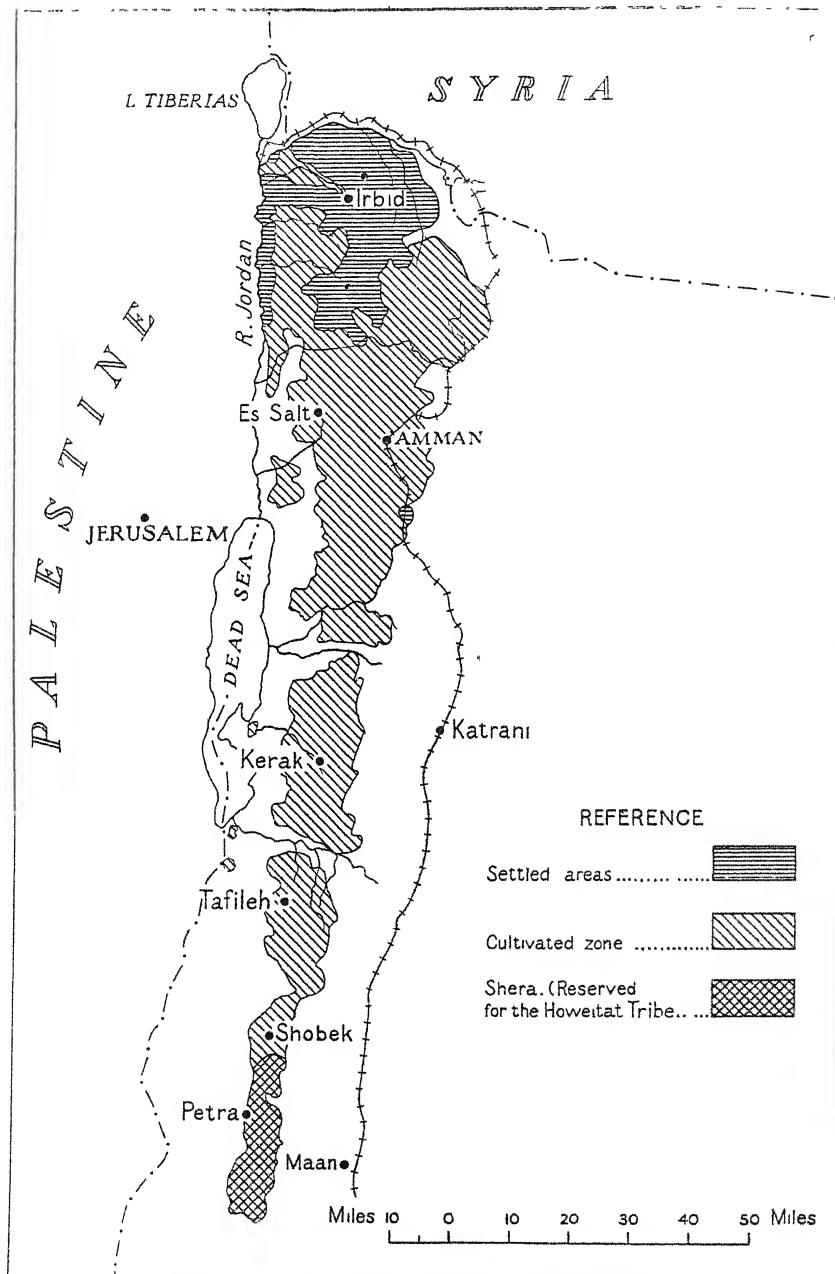 SYRIA
L TIBERIAS
Irbid
R. Jordan
PALESTINE
Es Salt
AMMAN
JERUSALEM
DEAD SEA
Katrani
Kerak
REFERENCE
Settled areas ........ ......
Tafileh
Cultivated zone ............
Shera. (Reserved
for the Howeitat Tribe.. ...
Shobek
Petra
Maan
Miles 10 0 10 20 30 40 50 Miles